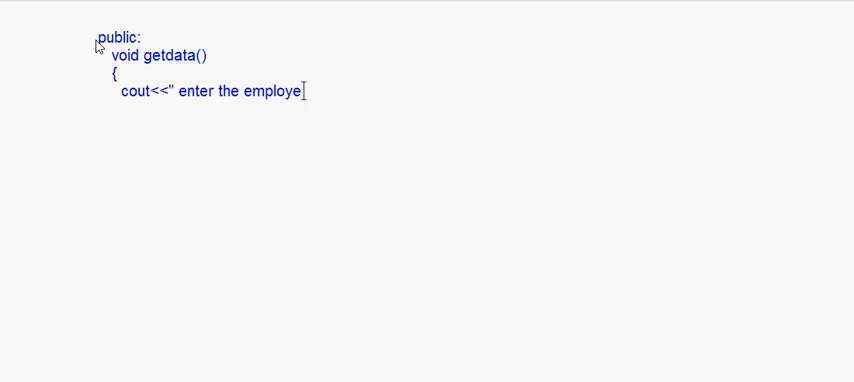 public:
void getdata()
{
cout<<" enter the employe